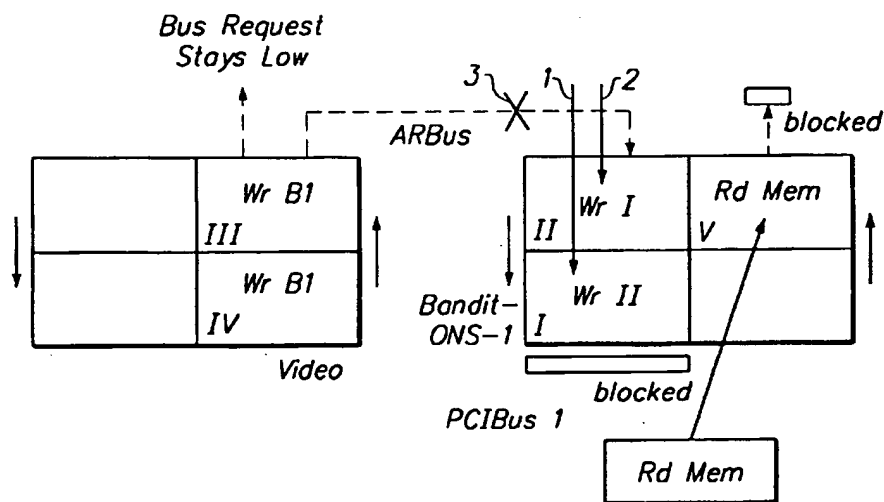 Bus Request
Stays Low
3
1
2
ARBus
blocked
Wr B1
III
Wr B1
IV
Video
Wr I
II
Rd Mem
V
Wr II
I
Bandit-
ONS-1
blocked
PCIBus 1
Rd Mem